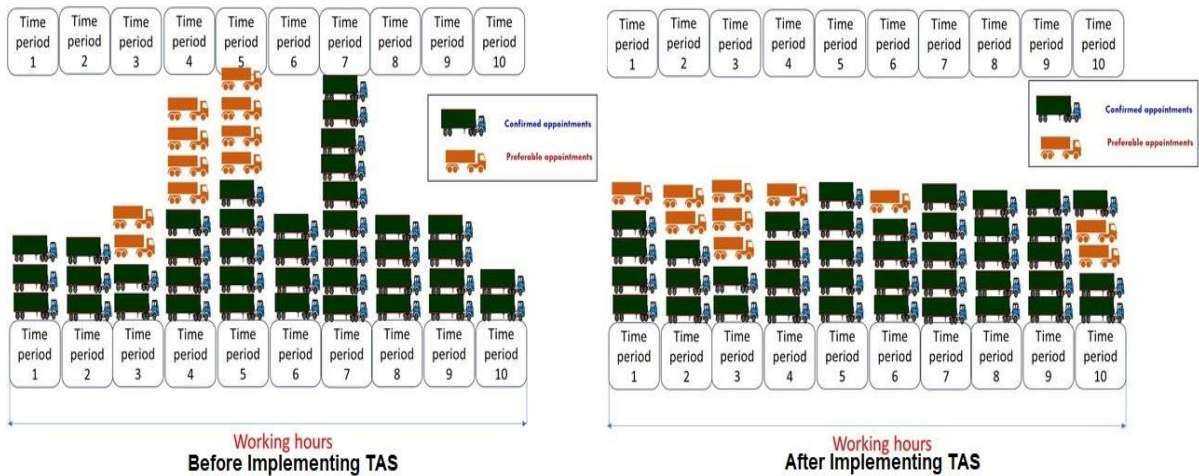 Time period 1 Time period 2 Time period 3 Time period 4 Time period 5 Time period 6 Time period 7 Time period 8 Time period 9 Time period 10
Confirmed appointments
Preferable appointments
Time period 1 Time period 2 Time period 3 Time period 4 Time period 5 Time period 6 Time period 7 Time period 8 Time period 9 Time period 10
Working hours
Before Implementing TAS
Time period 1 Time period 2 Time period 3 Time period 4 Time period 5 Time period 6 Time period 7 Time period 8 Time period 9 Time period 10
Confirmed appointments
Preferable appointments
Time period 1 Time period 2 Time period 3 Time period 4 Time period 5 Time period 6 Time period 7 Time period 8 Time period 9 Time period 10
Working hours
After Implementing TAS